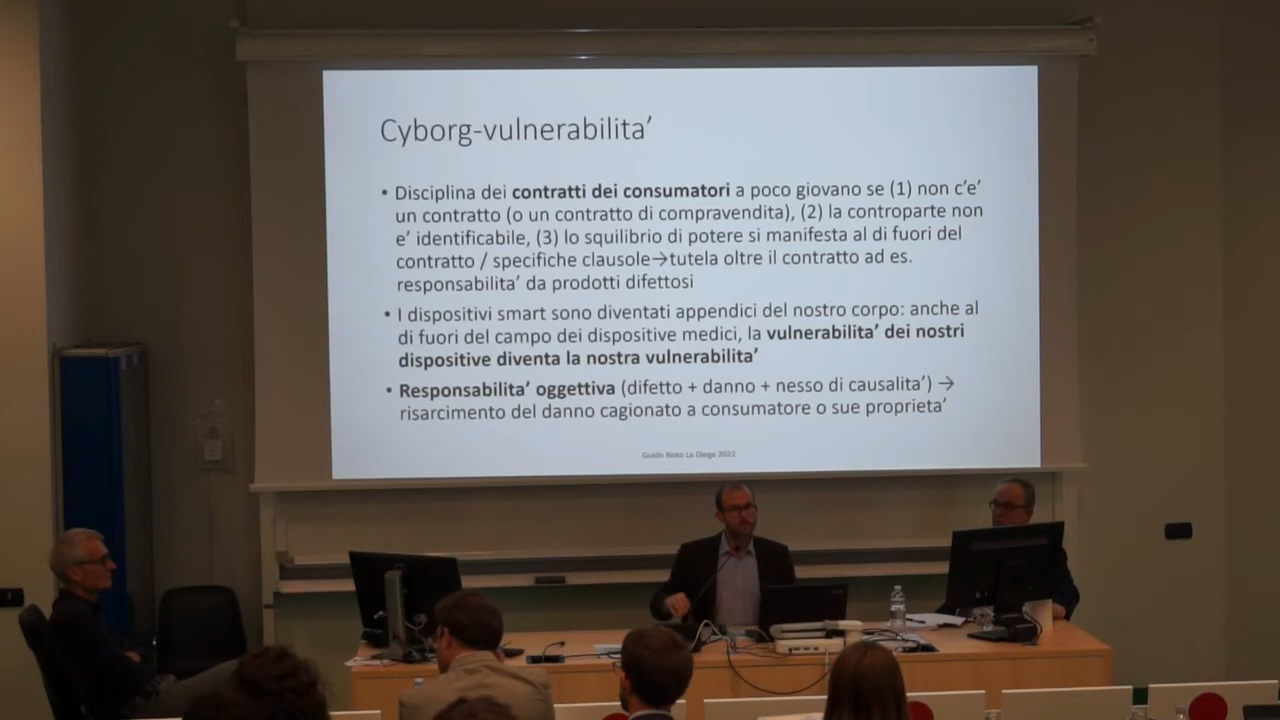 Cyborg-vulnerabilita’
• Disciplina dei contratti dei consumatori a poco giovano se (1) non c’e’
un contratto (o un contratto di compravendita), (2) la controparte non
e’ identificabile, (3) lo squilibrio di potere si manifesta al di fuori del
contratto / specifiche clausole→tutela oltre il contratto ad es.
responsabilita’ da prodotti difettosi
• I dispositivi smart sono diventati appendici del nostro corpo: anche al
di fuori del campo dei dispositive medici, la vulnerabilita’ dei nostri
dispositive diventa la nostra vulnerabilita’
• Responsabilita’ oggettiva (difetto + danno + nesso di causalita’) →
risarcimento del danno cagionato a consumatore o sue proprieta’
Guido Noto La Diega 2022